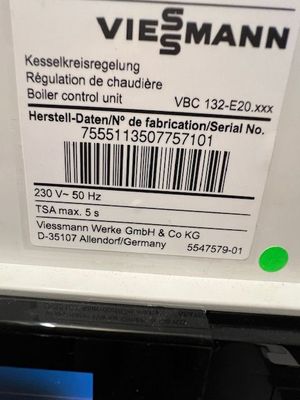 VIESSMANN
Kesselkreisregelung
Régulation de chaudière
Boiler control unit VBC 132-E20.xxx
Herstell-Daten/Nº de fabrication/Serial No.
7555113507757101
230 V~ 50 Hz
TSA max. 5 s
Viessmann Werke GmbH & Co KG
D-35107 Allendorf/Germany 5547579-01